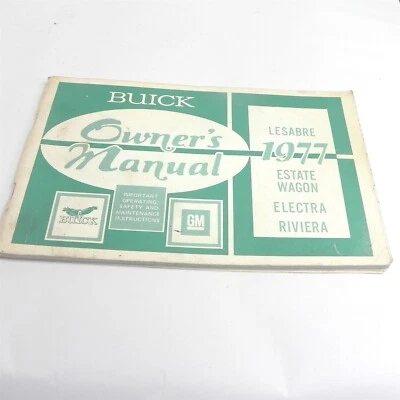 BUICK
Owner's
Manual
BUICK
IMPORTANT
OPERATING,
SAFETY AND
MAINTENANCE
INSTRUCTIONS
GM
LESABRE
1977
ESTATE
WAGON
ELECTRA
RIVIERA